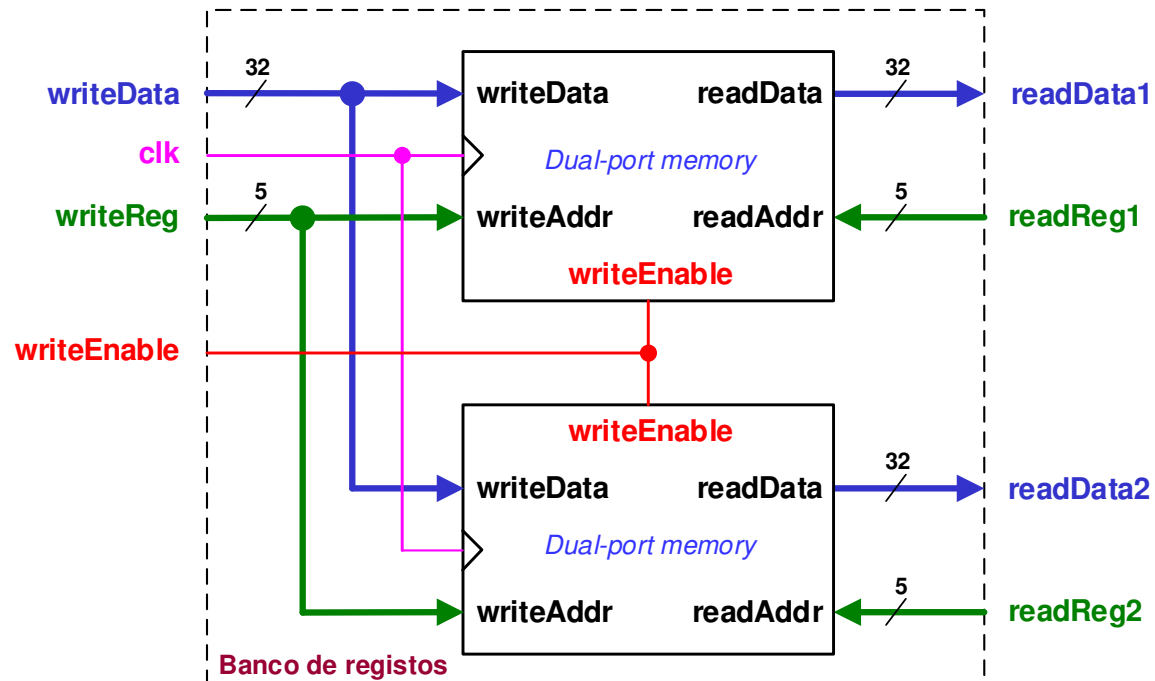 32
32
writeData
writeData
readData
readData1
clk
Dual-port memory
5
5
writeReg
writeAddr
readAddr
readReg1
writeEnable
writeEnable
writeEnable
32
writeData
readData
readData2
Dual-port memory
5
writeAddr
readAddr
readReg2
Banco de registos